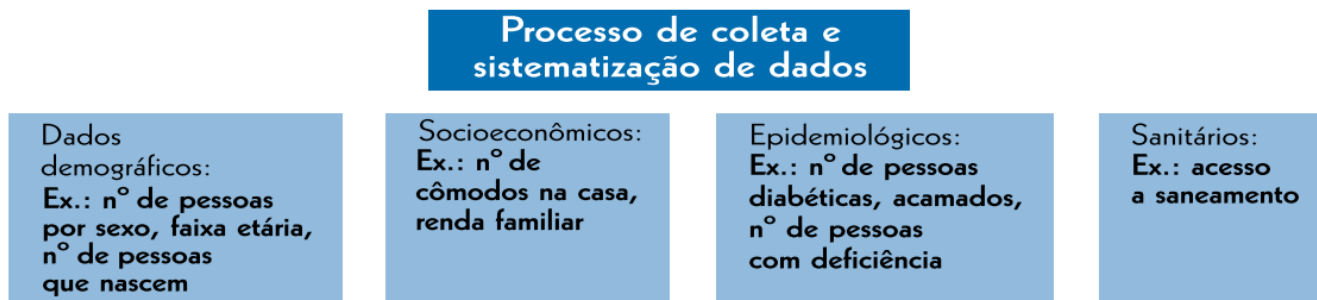 Processo de coleta e
sistematização de dados
Dados
demográficos:
Ex.: nº de pessoas
por sexo, faixa etária,
nº de pessoas
que nascem
Socioeconômicos:
Ex.: nº de
cômodos na casa,
renda familiar
Epidemiológicos:
Ex.: nº de pessoas
diabéticas, acamados,
nº de pessoas
com deficiência
Sanitários:
Ex.: acesso
a saneamento